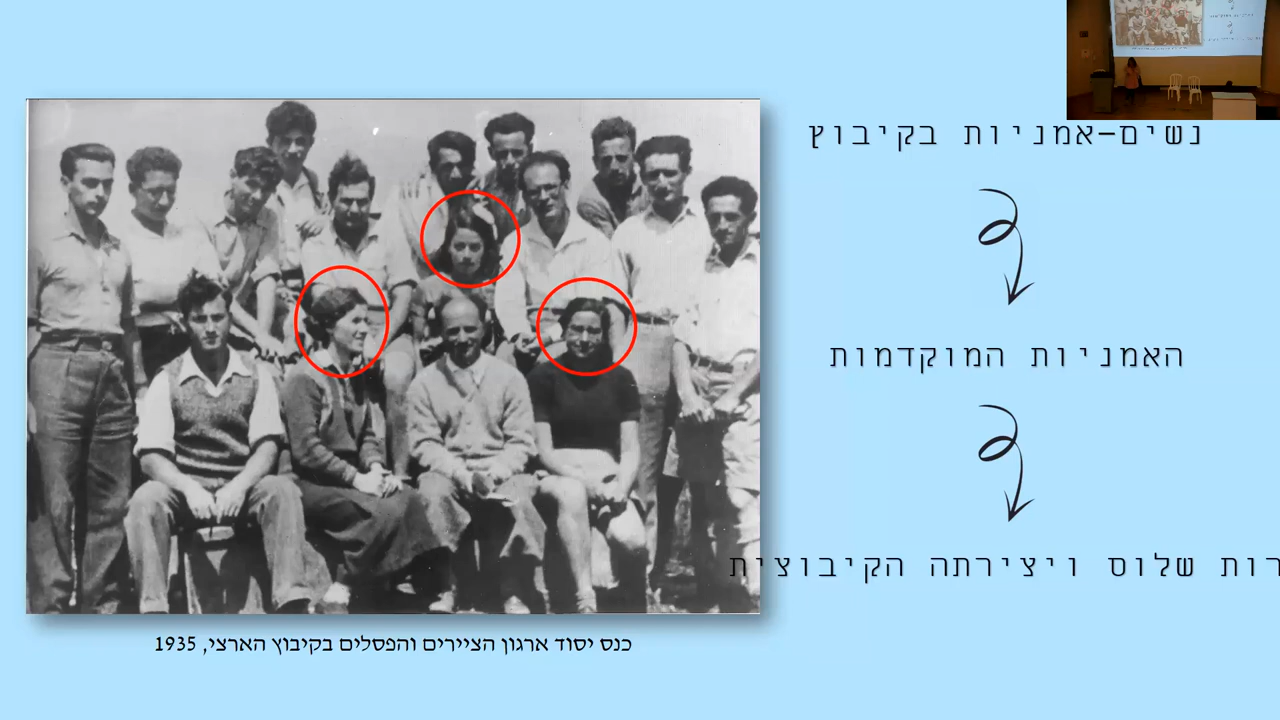 נשים-אמניות בקיבוץ
האמניות המוקדמות
רות שלוס ויצירתה הקיבוצית
כנס יסוד ארגון הציירים והפסלים בקיבוץ הארצי, 1935